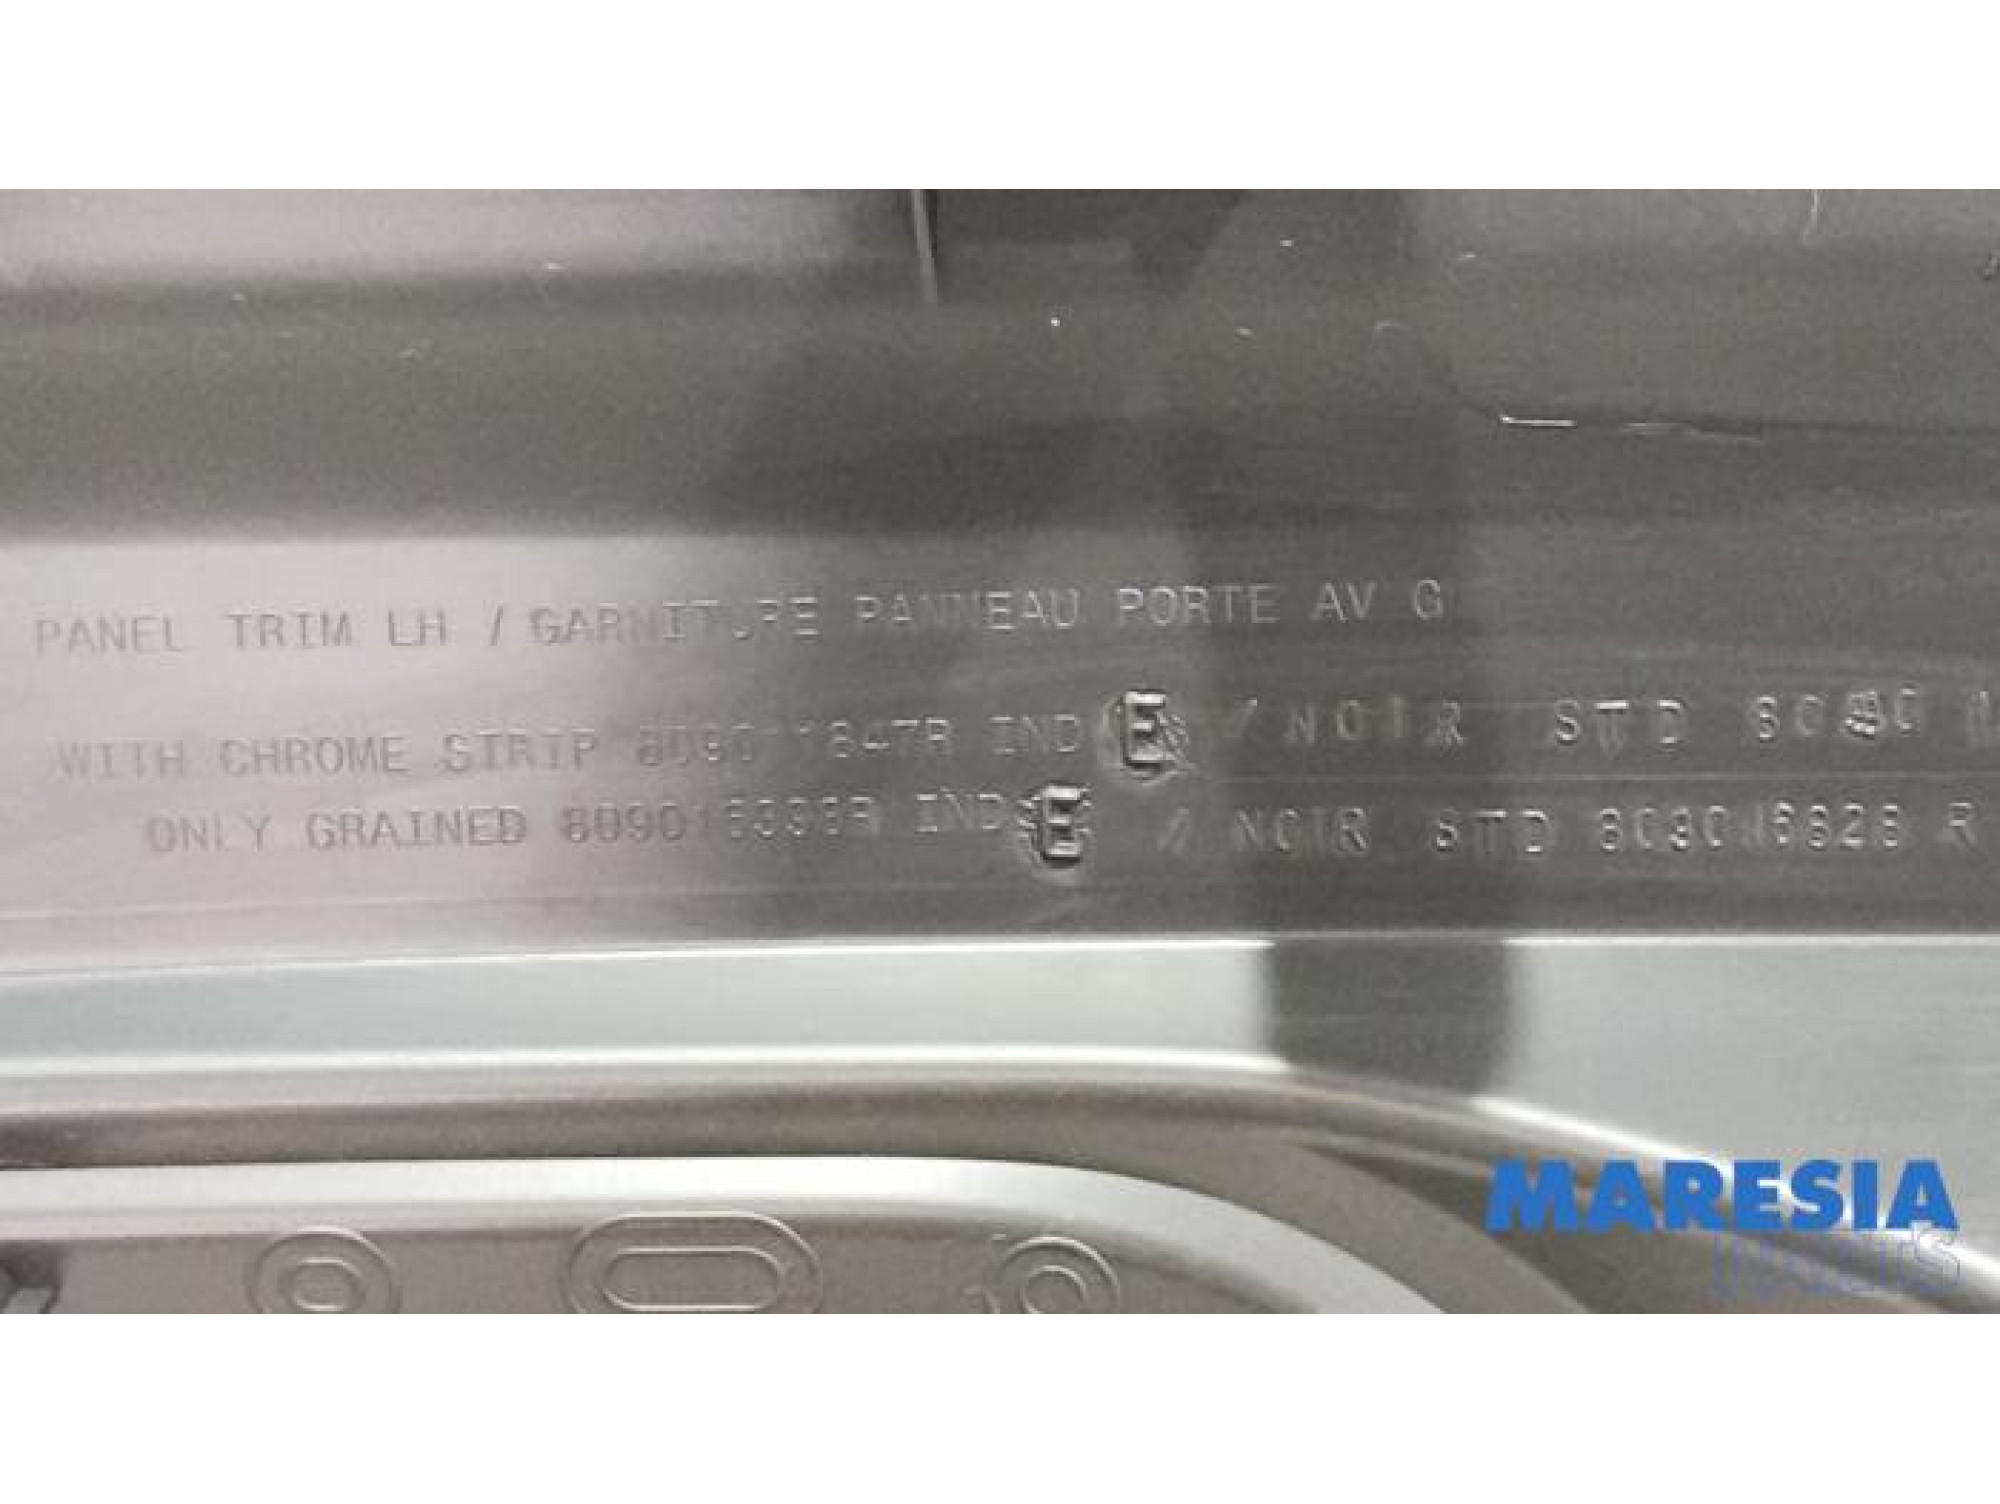 PANEL TRIM LH / GARNITURE PANNEAU PORTE AV G
WITH CHROME STRIP IND E / NOIR STD
ONLY GRAINED IND E / NOIR STD R
MARESIA
PARTS